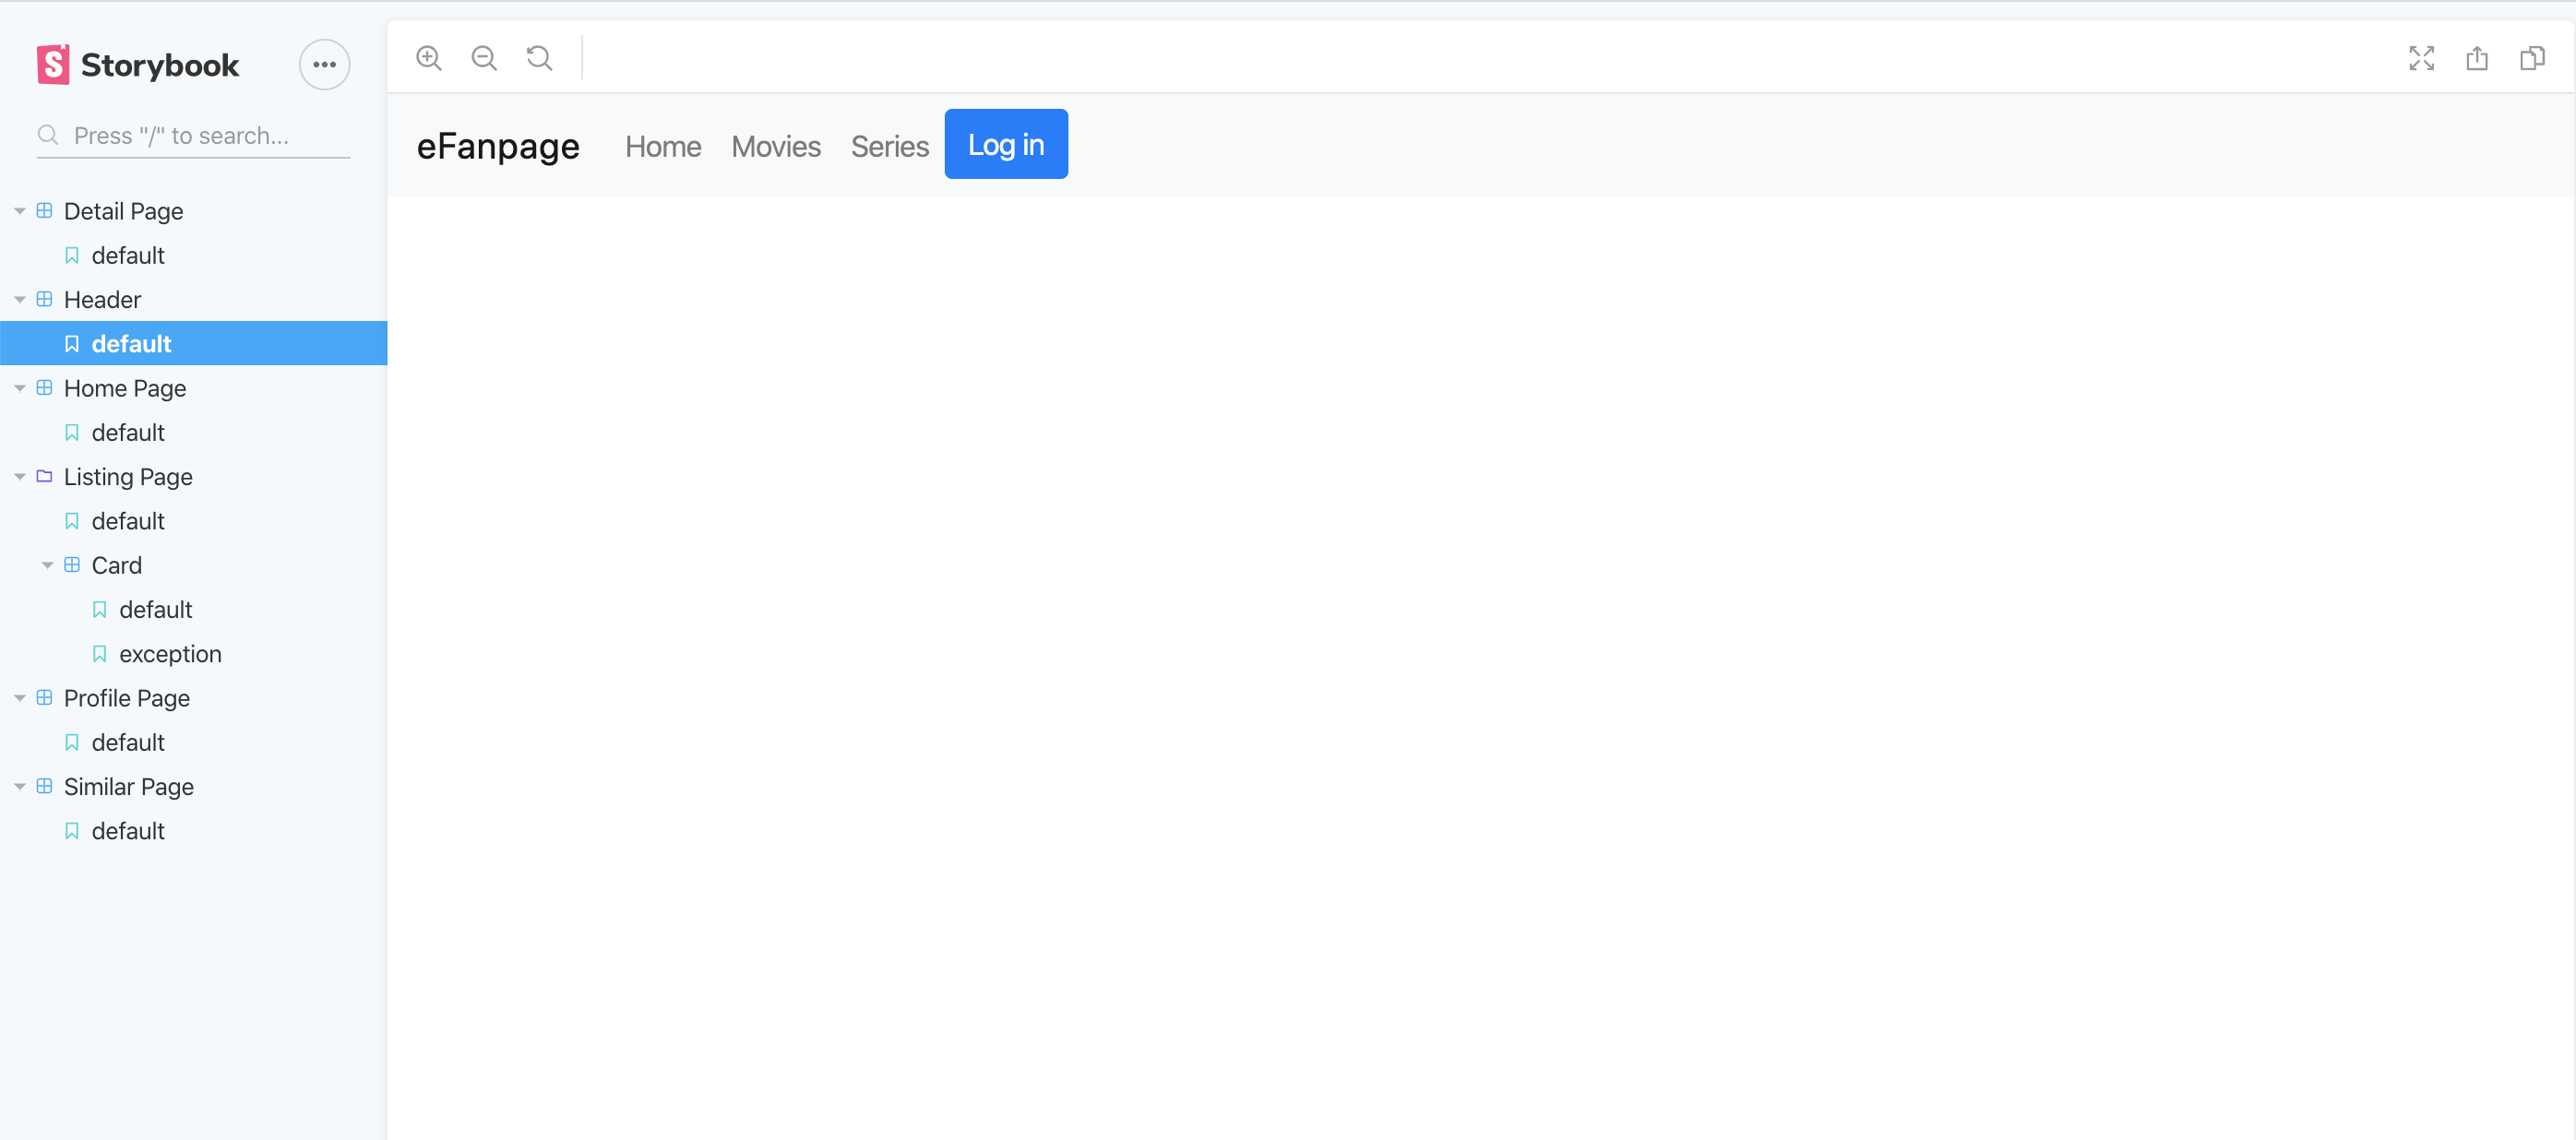 Storybook
Press "/" to search...
Detail Page
default
Header
default
Home Page
default
Listing Page
default
Card
default
exception
Profile Page
default
Similar Page
default
eFanpage Home Movies Series Log in